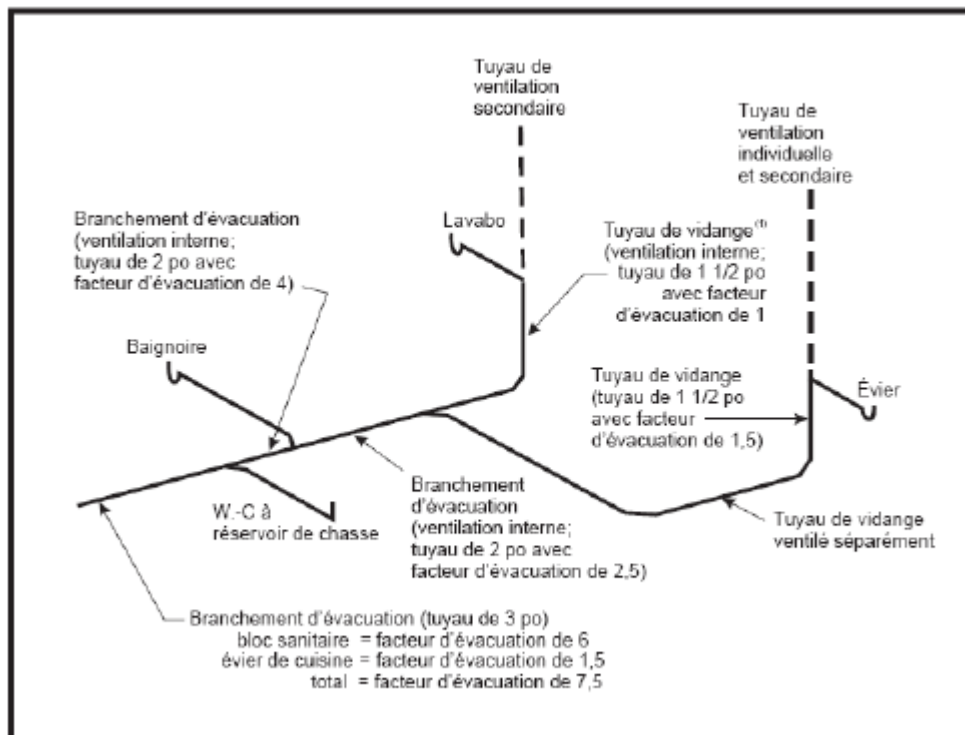 Tuyau de
ventilation
secondaire
Tuyau de
ventilation
individuelle
et secondaire
Branchement d'évacuation
(ventilation interne;
tuyau de 2 po avec
facteur d'évacuation de 4)
Lavabo
Tuyau de vidange(1)
(ventilation interne;
tuyau de 1 1/2 po
avec facteur
d'évacuation de 1
Baignoire
Tuyau de vidange
(tuyau de 1 1/2 po
avec facteur
d'évacuation de 1,5)
Évier
W.-C à
réservoir de chasse
Branchement
d'évacuation
(ventilation interne;
tuyau de 2 po avec
facteur d'évacuation de 2,5)
Tuyau de vidange
ventilé séparément
Branchement d'évacuation (tuyau de 3 po)
bloc sanitaire = facteur d'évacuation de 6
évier de cuisine = facteur d'évacuation de 1,5
total = facteur d'évacuation de 7,5